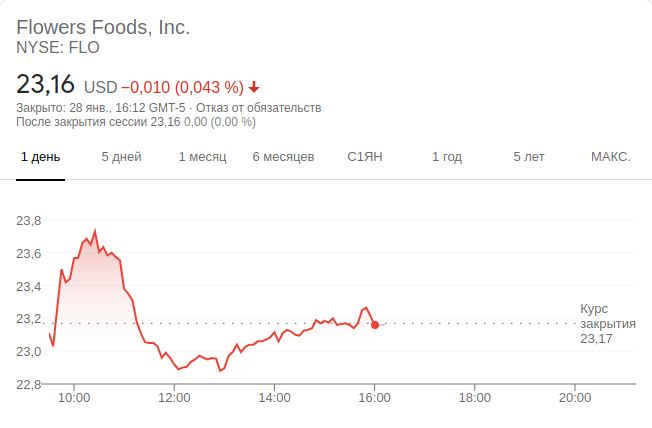 Flowers Foods, Inc.
NYSE: FLO
23,16 USD −0,010 (0,043 %)
Закрыто: 28 янв., 16:12 GMT-5 · Отказ от обязательств
После закрытия сессии 23,16 0,00 (0,00 %)
1 день 5 дней 1 месяц 6 месяцев С1ЯН 1 год 5 лет МАКС.
23,8
23,6
23,4
23,2
23,0
22,8
Курс
закрытия
23,17
10:00 12:00 14:00 16:00 18:00 20:00